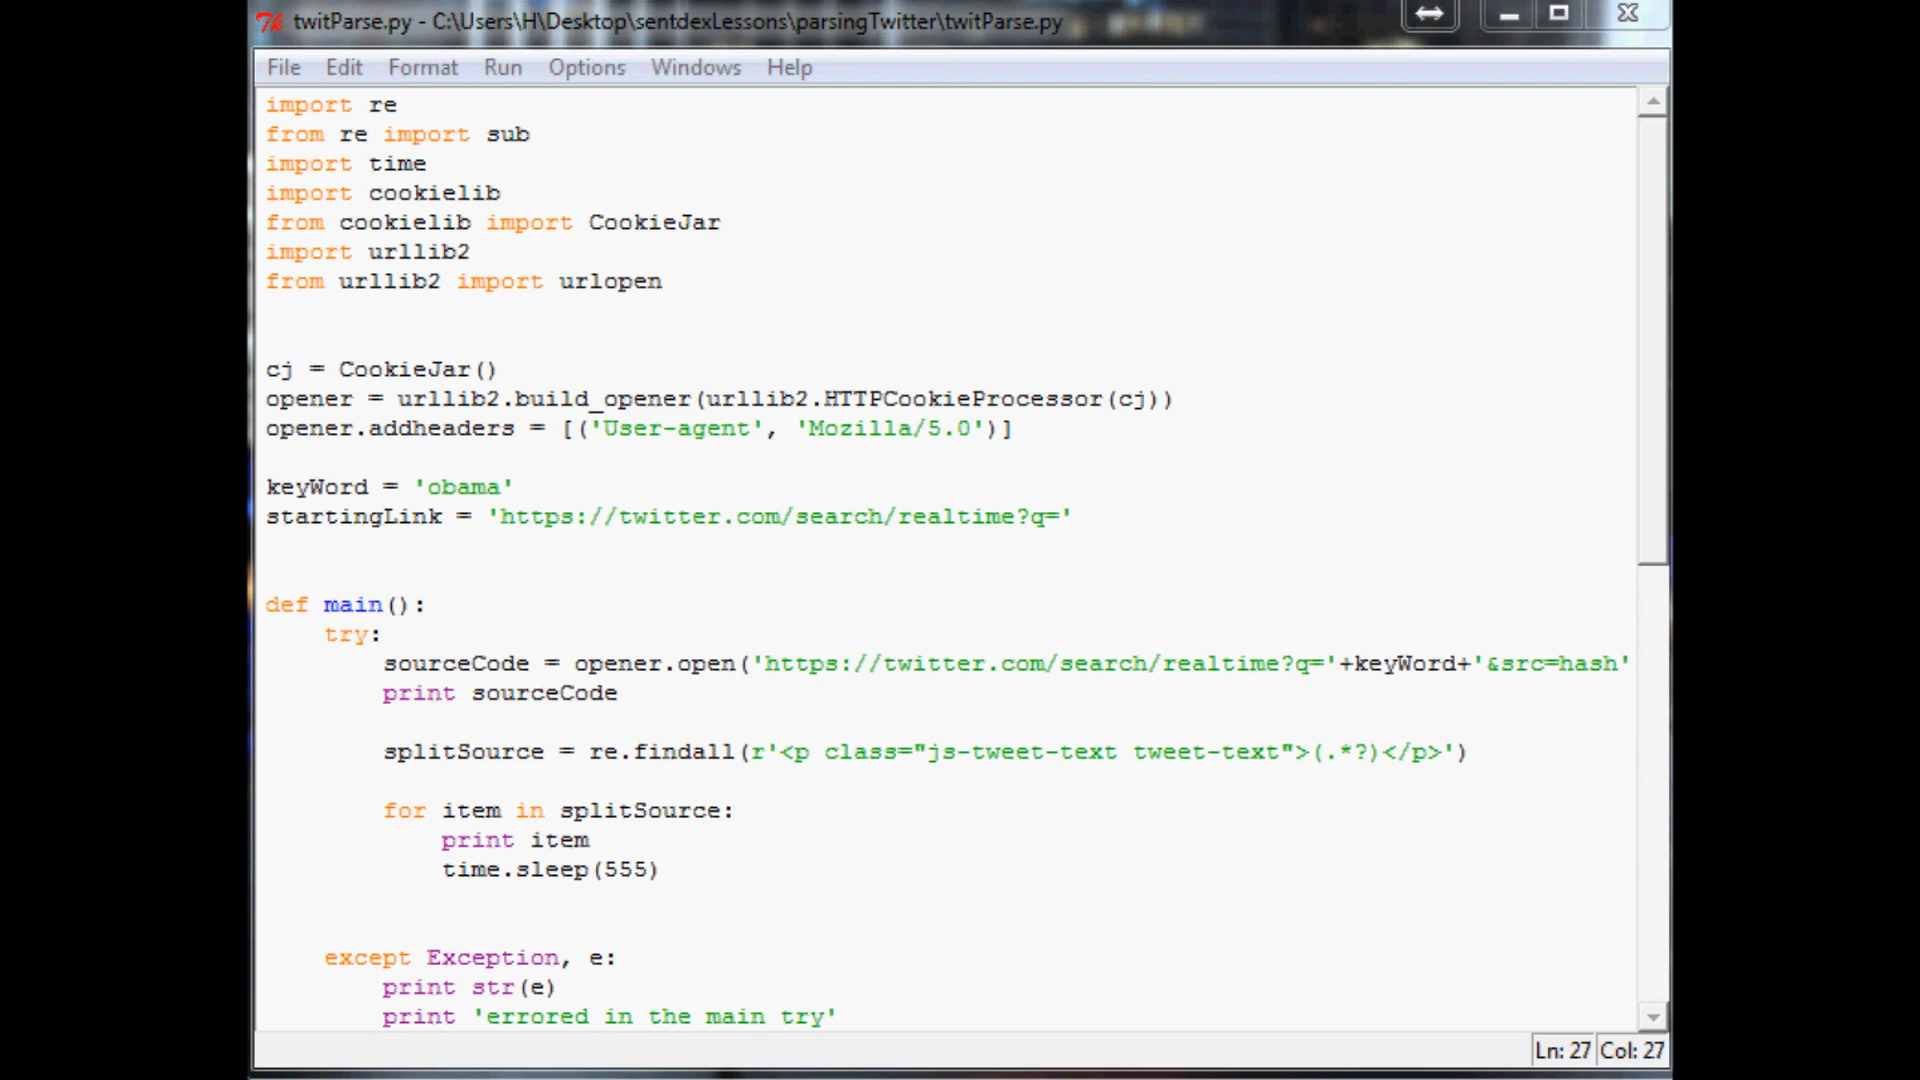 twitParse.py - C:\Users\H\Desktop\sentdexLessons\parsingTwitter\twitParse.py
File Edit Format Run Options Windows Help
import re
from re import sub
import time
import cookielib
from cookielib import CookieJar
import urllib2
from urllib2 import urlopen
cj = CookieJar()
opener = urllib2.build_opener(urllib2.HTTPCookieProcessor(cj))
opener.addheaders = [('User-agent', 'Mozilla/5.0')]
keyWord = 'obama'
startingLink = 'https://twitter.com/search/realtime?q='
def main():
    try:
        sourceCode = opener.open('https://twitter.com/search/realtime?q='+keyWord+'&src=hash'
        print sourceCode
        splitSource = re.findall(r'<p class="js-tweet-text tweet-text">(.*?)</p>')
        for item in splitSource:
            print item
            time.sleep(555)
    except Exception, e:
        print str(e)
        print 'errored in the main try'
Ln: 27 Col: 27